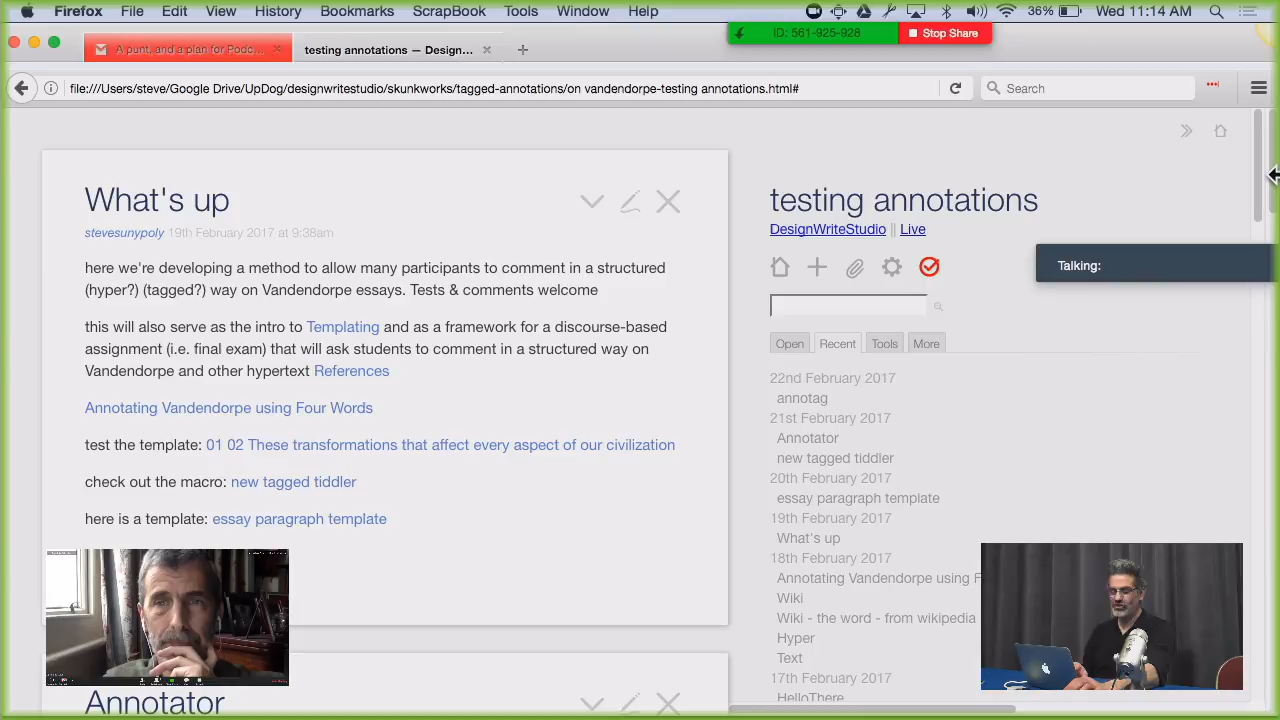 Firefox File Edit View History Bookmarks ScrapBook Tools Window Help 36% Wed 11:14 AM
ID: 561-925-928 Stop Share
A punt, and a plan for Podc...
testing annotations — Design...
file:///Users/steve/Google Drive/UpDog/designwritestudio/skunkworks/tagged-annotations/on vandendorpe-testing annotations.html#
Search
What's up
stevesunypoly 19th February 2017 at 9:38am
here we're developing a method to allow many participants to comment in a structured
(hyper?) (tagged?) way on Vandendorpe essays. Tests & comments welcome
this will also serve as the intro to Templating and as a framework for a discourse-based
assignment (i.e. final exam) that will ask students to comment in a structured way on
Vandendorpe and other hypertext References
Annotating Vandendorpe using Four Words
test the template: 01 02 These transformations that affect every aspect of our civilization
check out the macro: new tagged tiddler
here is a template: essay paragraph template
Annotator
testing annotations
DesignWriteStudio || Live
Talking:
Open Recent Tools More
22nd February 2017
annotag
21st February 2017
Annotator
new tagged tiddler
20th February 2017
essay paragraph template
19th February 2017
What's up
18th February 2017
Annotating Vandendorpe using F
Wiki
Wiki - the word - from wikipedia
Hyper
Text
17th February 2017
HelloThere